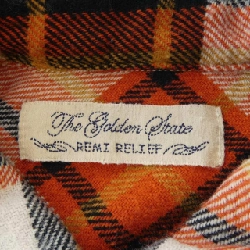 The Golden State
REMI RELIEF